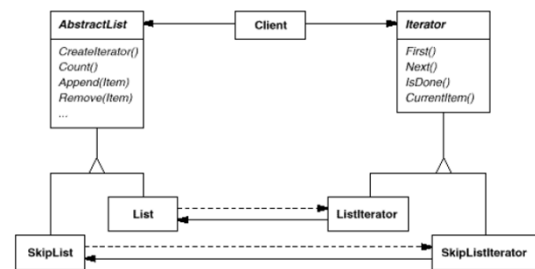 AbstractList
CreateIterator()
Count()
Append(Item)
Remove(Item)
...
Client
Iterator
First()
Next()
IsDone()
CurrentItem()
List
ListIterator
SkipList
SkipListIterator